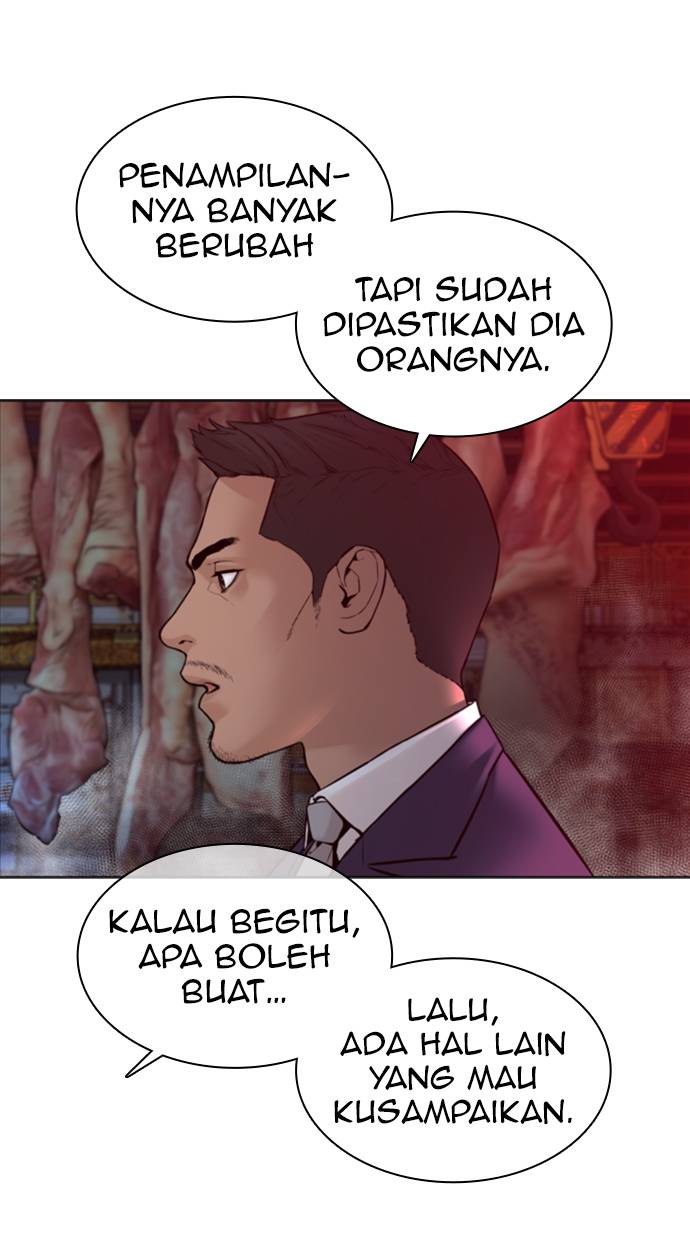 PENAMPILAN-
NYA BANYAK
BERUBAH
TAPI SUDAH
DIPASTIKAN DIA
ORANGNYA.
KALAU BEGITU,
APA BOLEH
BUAT...
LALU,
ADA HAL LAIN
YANG MAU
KUSAMPAIKAN.